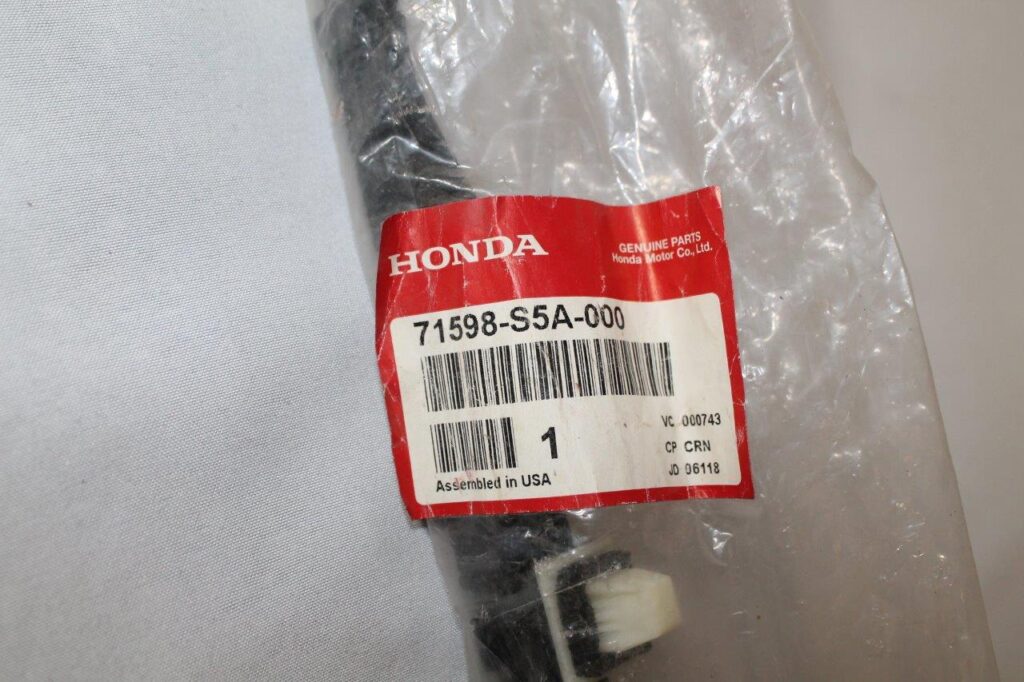 HONDA
GENUINE PARTS
Honda Motor Co., Ltd.
71598-S5A-000
1
VC 000743
CP CRN
JD 06118
Assembled in USA